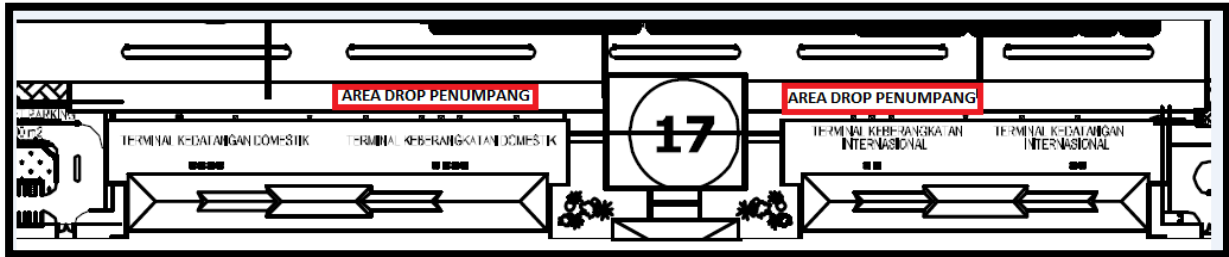 AREA DROP PENUMPANG
AREA DROP PENUMPANG
PARKING
17
TERMINAL KEDATANGAN DOMESTIK
TERMINAL KEBERANGKATAN DOMESTIK
TERMINAL KEBERANGKATAN
INTERNASIONAL
TERMINAL KEDATANGAN
INTERNASIONAL